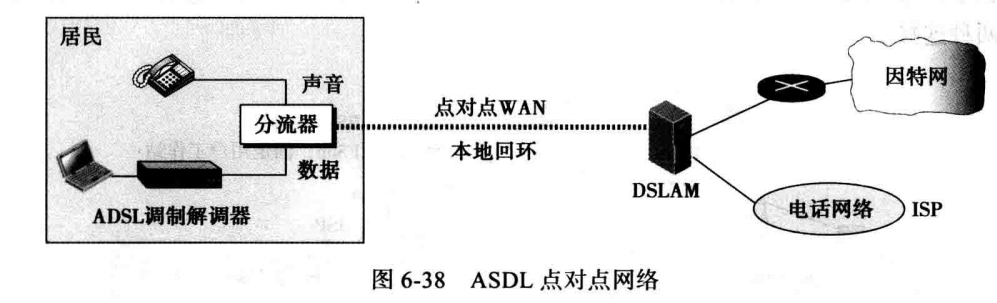 居民
声音
分流器
数据
ADSL调制解调器
点对点WAN
本地回环
DSLAM
因特网
电话网络
ISP
图 6-38 ASDL 点对点网络